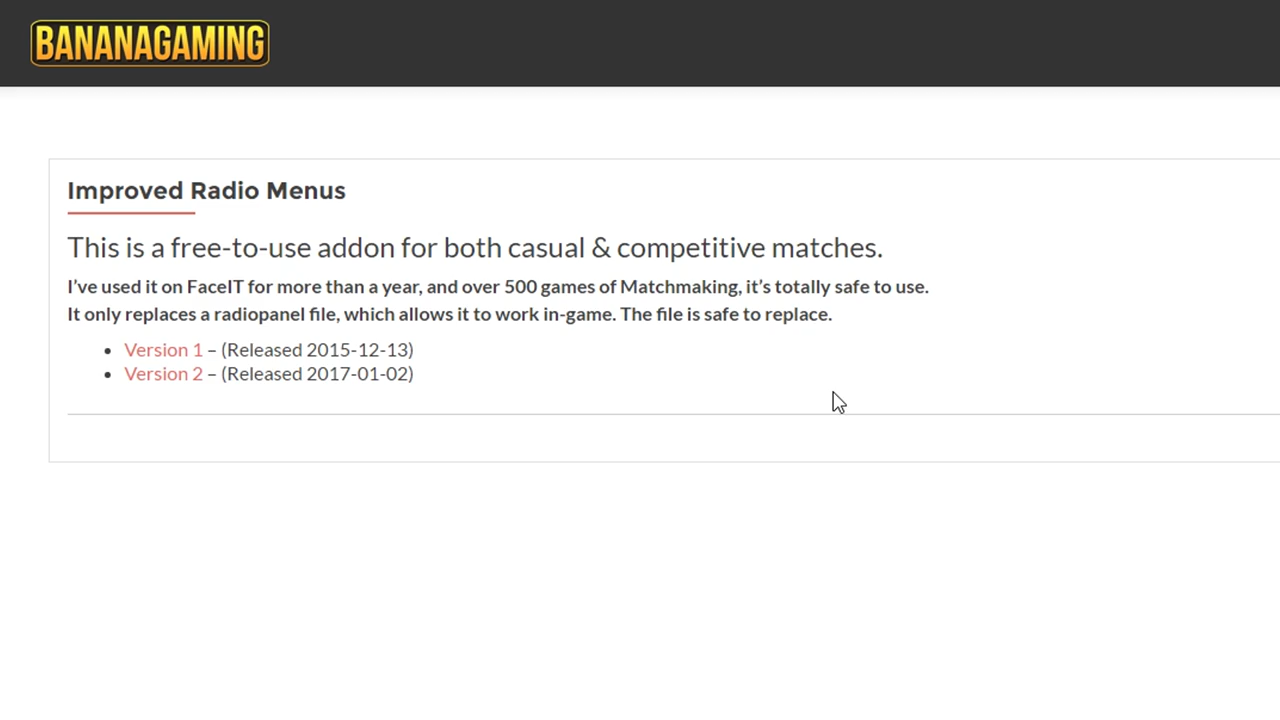 BANANAGAMING
Improved Radio Menus
This is a free-to-use addon for both casual & competitive matches.
I've used it on FaceIT for more than a year, and over 500 games of Matchmaking, it's totally safe to use.
It only replaces a radiopanel file, which allows it to work in-game. The file is safe to replace.
• Version 1 – (Released 2015-12-13)
• Version 2 – (Released 2017-01-02)